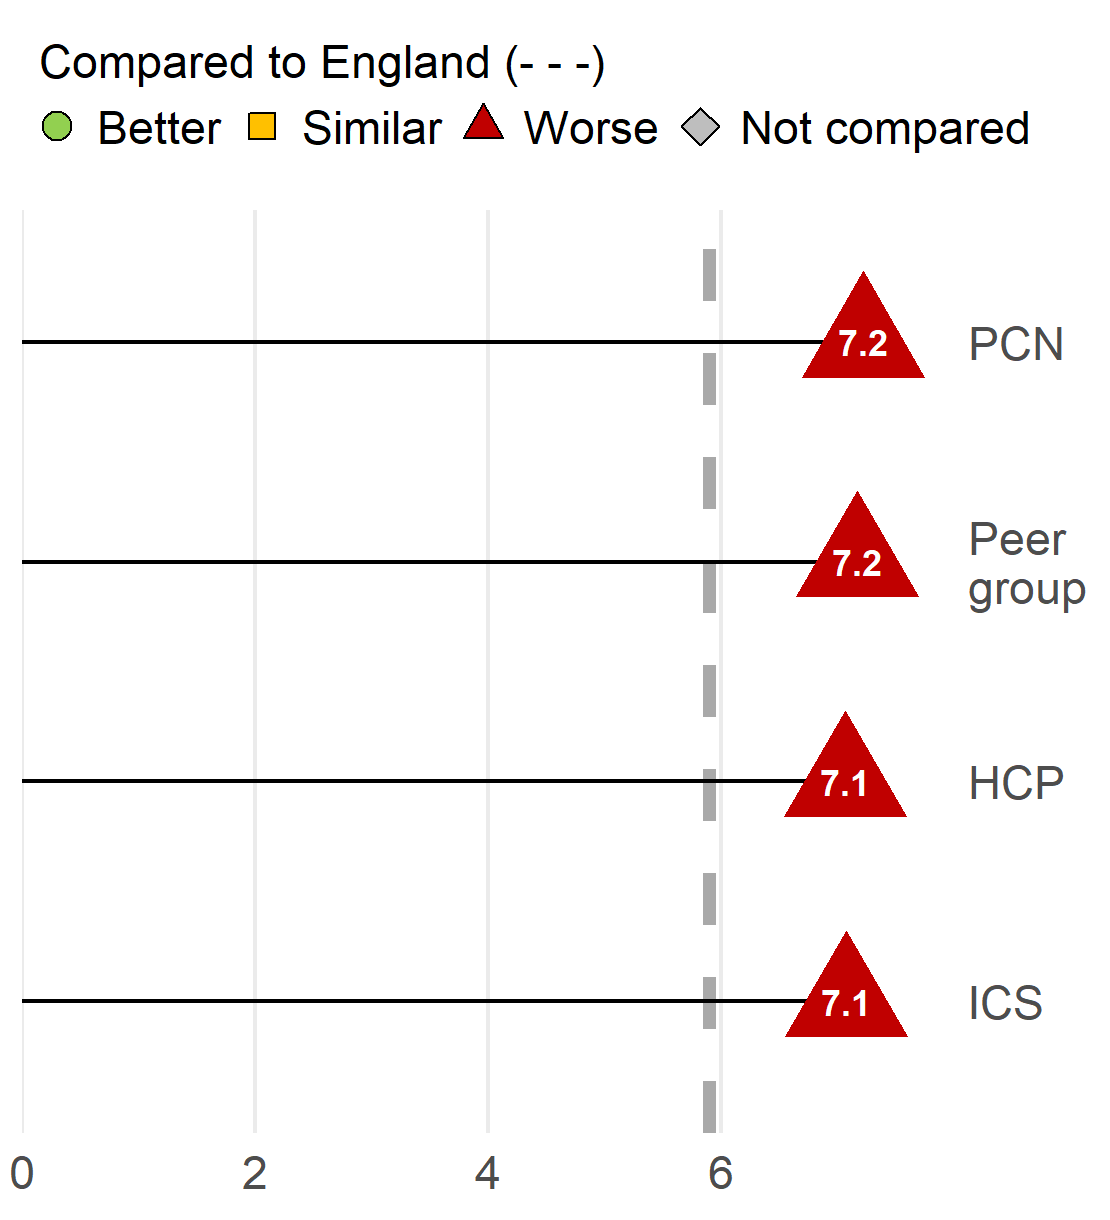 Compared to England (- - -)
Better Similar Worse Not compared
7.2 PCN
7.2 Peer
group
7.1 HCP
7.1 ICS
0 2 4 6